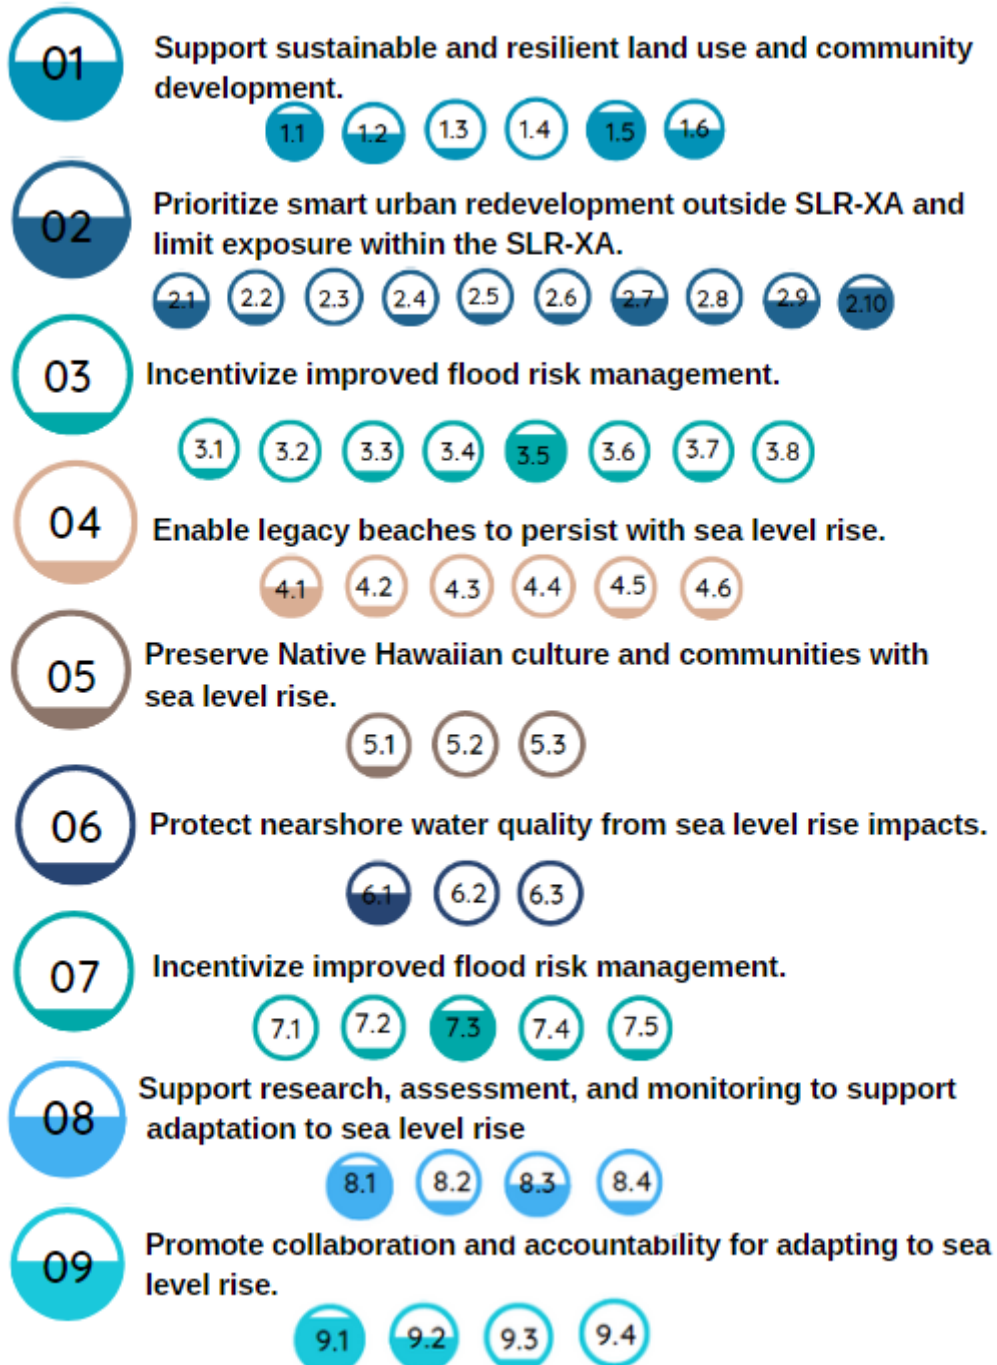 01
Support sustainable and resilient land use and community
development.
1.1 1.2 1.3 1.4 1.5 1.6
02
Prioritize smart urban redevelopment outside SLR-XA and
limit exposure within the SLR-XA.
2.1 2.2 2.3 2.4 2.5 2.6 2.7 2.8 2.9 2.10
03
Incentivize improved flood risk management.
3.1 3.2 3.3 3.4 3.5 3.6 3.7 3.8
04
Enable legacy beaches to persist with sea level rise.
4.1 4.2 4.3 4.4 4.5 4.6
05
Preserve Native Hawaiian culture and communities with
sea level rise.
5.1 5.2 5.3
06
Protect nearshore water quality from sea level rise impacts.
6.1 6.2 6.3
07
Incentivize improved flood risk management.
7.1 7.2 7.3 7.4 7.5
08
Support research, assessment, and monitoring to support
adaptation to sea level rise
8.1 8.2 8.3 8.4
09
Promote collaboration and accountability for adapting to sea
level rise.
9.1 9.2 9.3 9.4